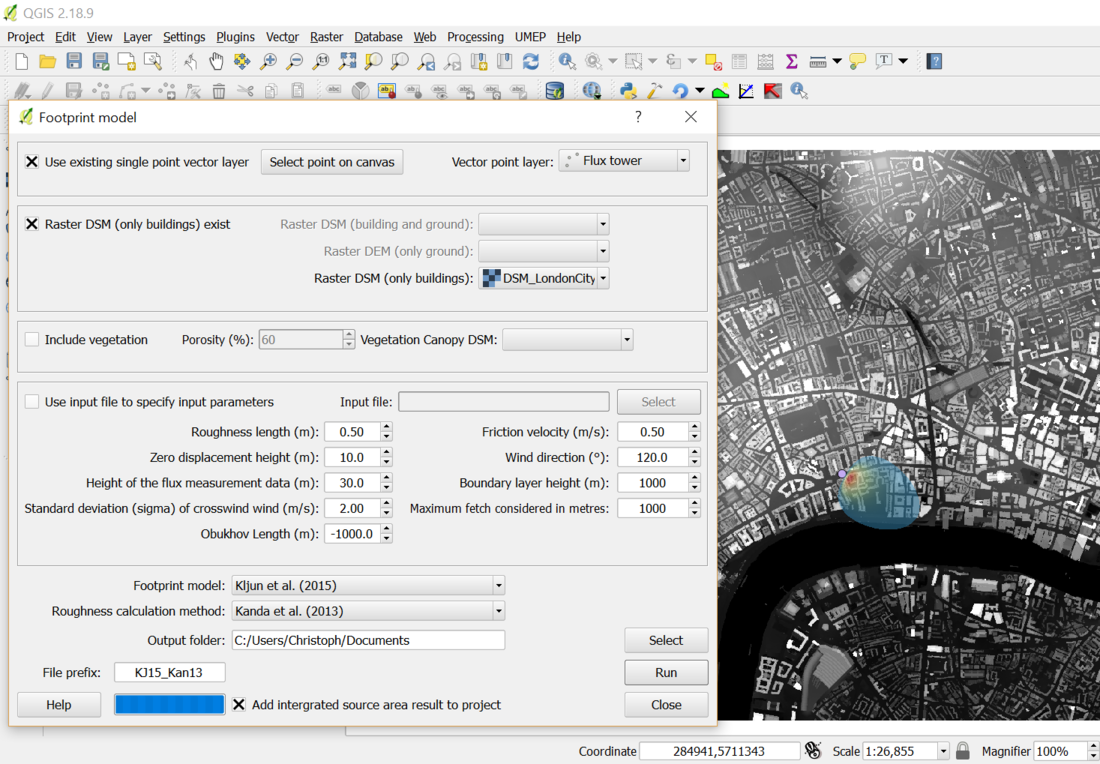 QGIS 2.18.9
Project Edit View Layer Settings Plugins Vector Raster Database Web Processing UMEP Help
Footprint model ?
Use existing single point vector layer Select point on canvas Vector point layer: Flux tower
Raster DSM (only buildings) exist Raster DSM (building and ground):
Raster DEM (only ground):
Raster DSM (only buildings): DSM_LondonCity
Include vegetation Porosity (%): 60 Vegetation Canopy DSM:
Use input file to specify input parameters Input file: Select
Roughness length (m): 0.50 Friction velocity (m/s): 0.50
Zero displacement height (m): 10.0 Wind direction (°): 120.0
Height of the flux measurement data (m): 30.0 Boundary layer height (m): 1000
Standard deviation (sigma) of crosswind wind (m/s): 2.00 Maximum fetch considered in metres: 1000
Obukhov Length (m): -1000.0
Footprint model: Kljun et al. (2015)
Roughness calculation method: Kanda et al. (2013)
Output folder: C:/Users/Christoph/Documents Select
File prefix: KJ15_Kan13 Run
Help Add intergrated source area result to project Close
Coordinate 284941,5711343 Scale 1:26,855 Magnifier 100%